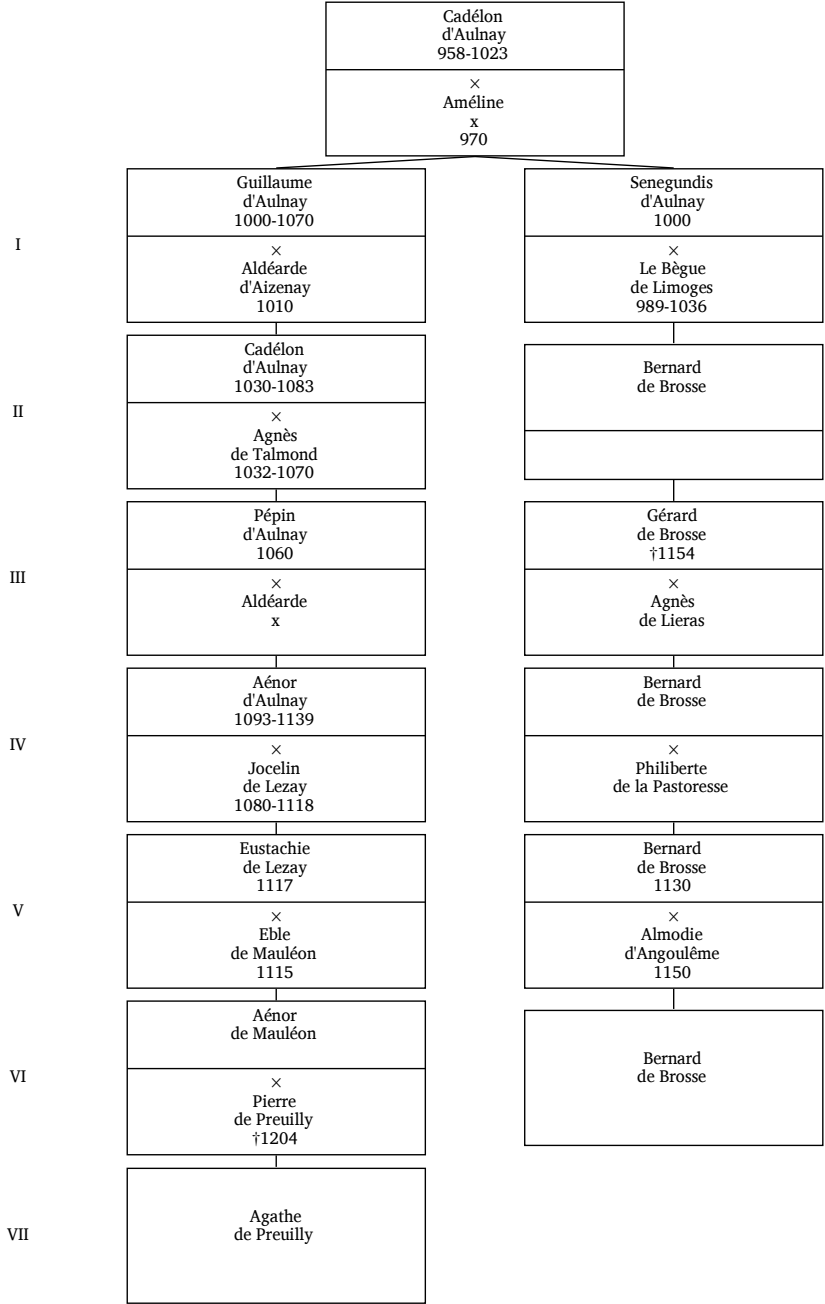 Cadélon
d'Aulnay
958-1023
×
Améline
x
970
I
Guillaume
d'Aulnay
1000-1070
×
Aldéarde
d'Aizenay
1010
Senegundis
d'Aulnay
1000
×
Le Bègue
de Limoges
989-1036
II
Cadélon
d'Aulnay
1030-1083
×
Agnès
de Talmond
1032-1070
Bernard
de Brosse
III
Pépin
d'Aulnay
1060
×
Aldéarde
x
Gérard
de Brosse
†1154
×
Agnès
de Lieras
IV
Aénor
d'Aulnay
1093-1139
×
Jocelin
de Lezay
1080-1118
Bernard
de Brosse
×
Philiberte
de la Pastoresse
V
Eustachie
de Lezay
1117
×
Eble
de Mauléon
1115
Bernard
de Brosse
1130
×
Almodie
d'Angoulême
1150
VI
Aénor
de Mauléon
×
Pierre
de Preuilly
†1204
Bernard
de Brosse
VII
Agathe
de Preuilly